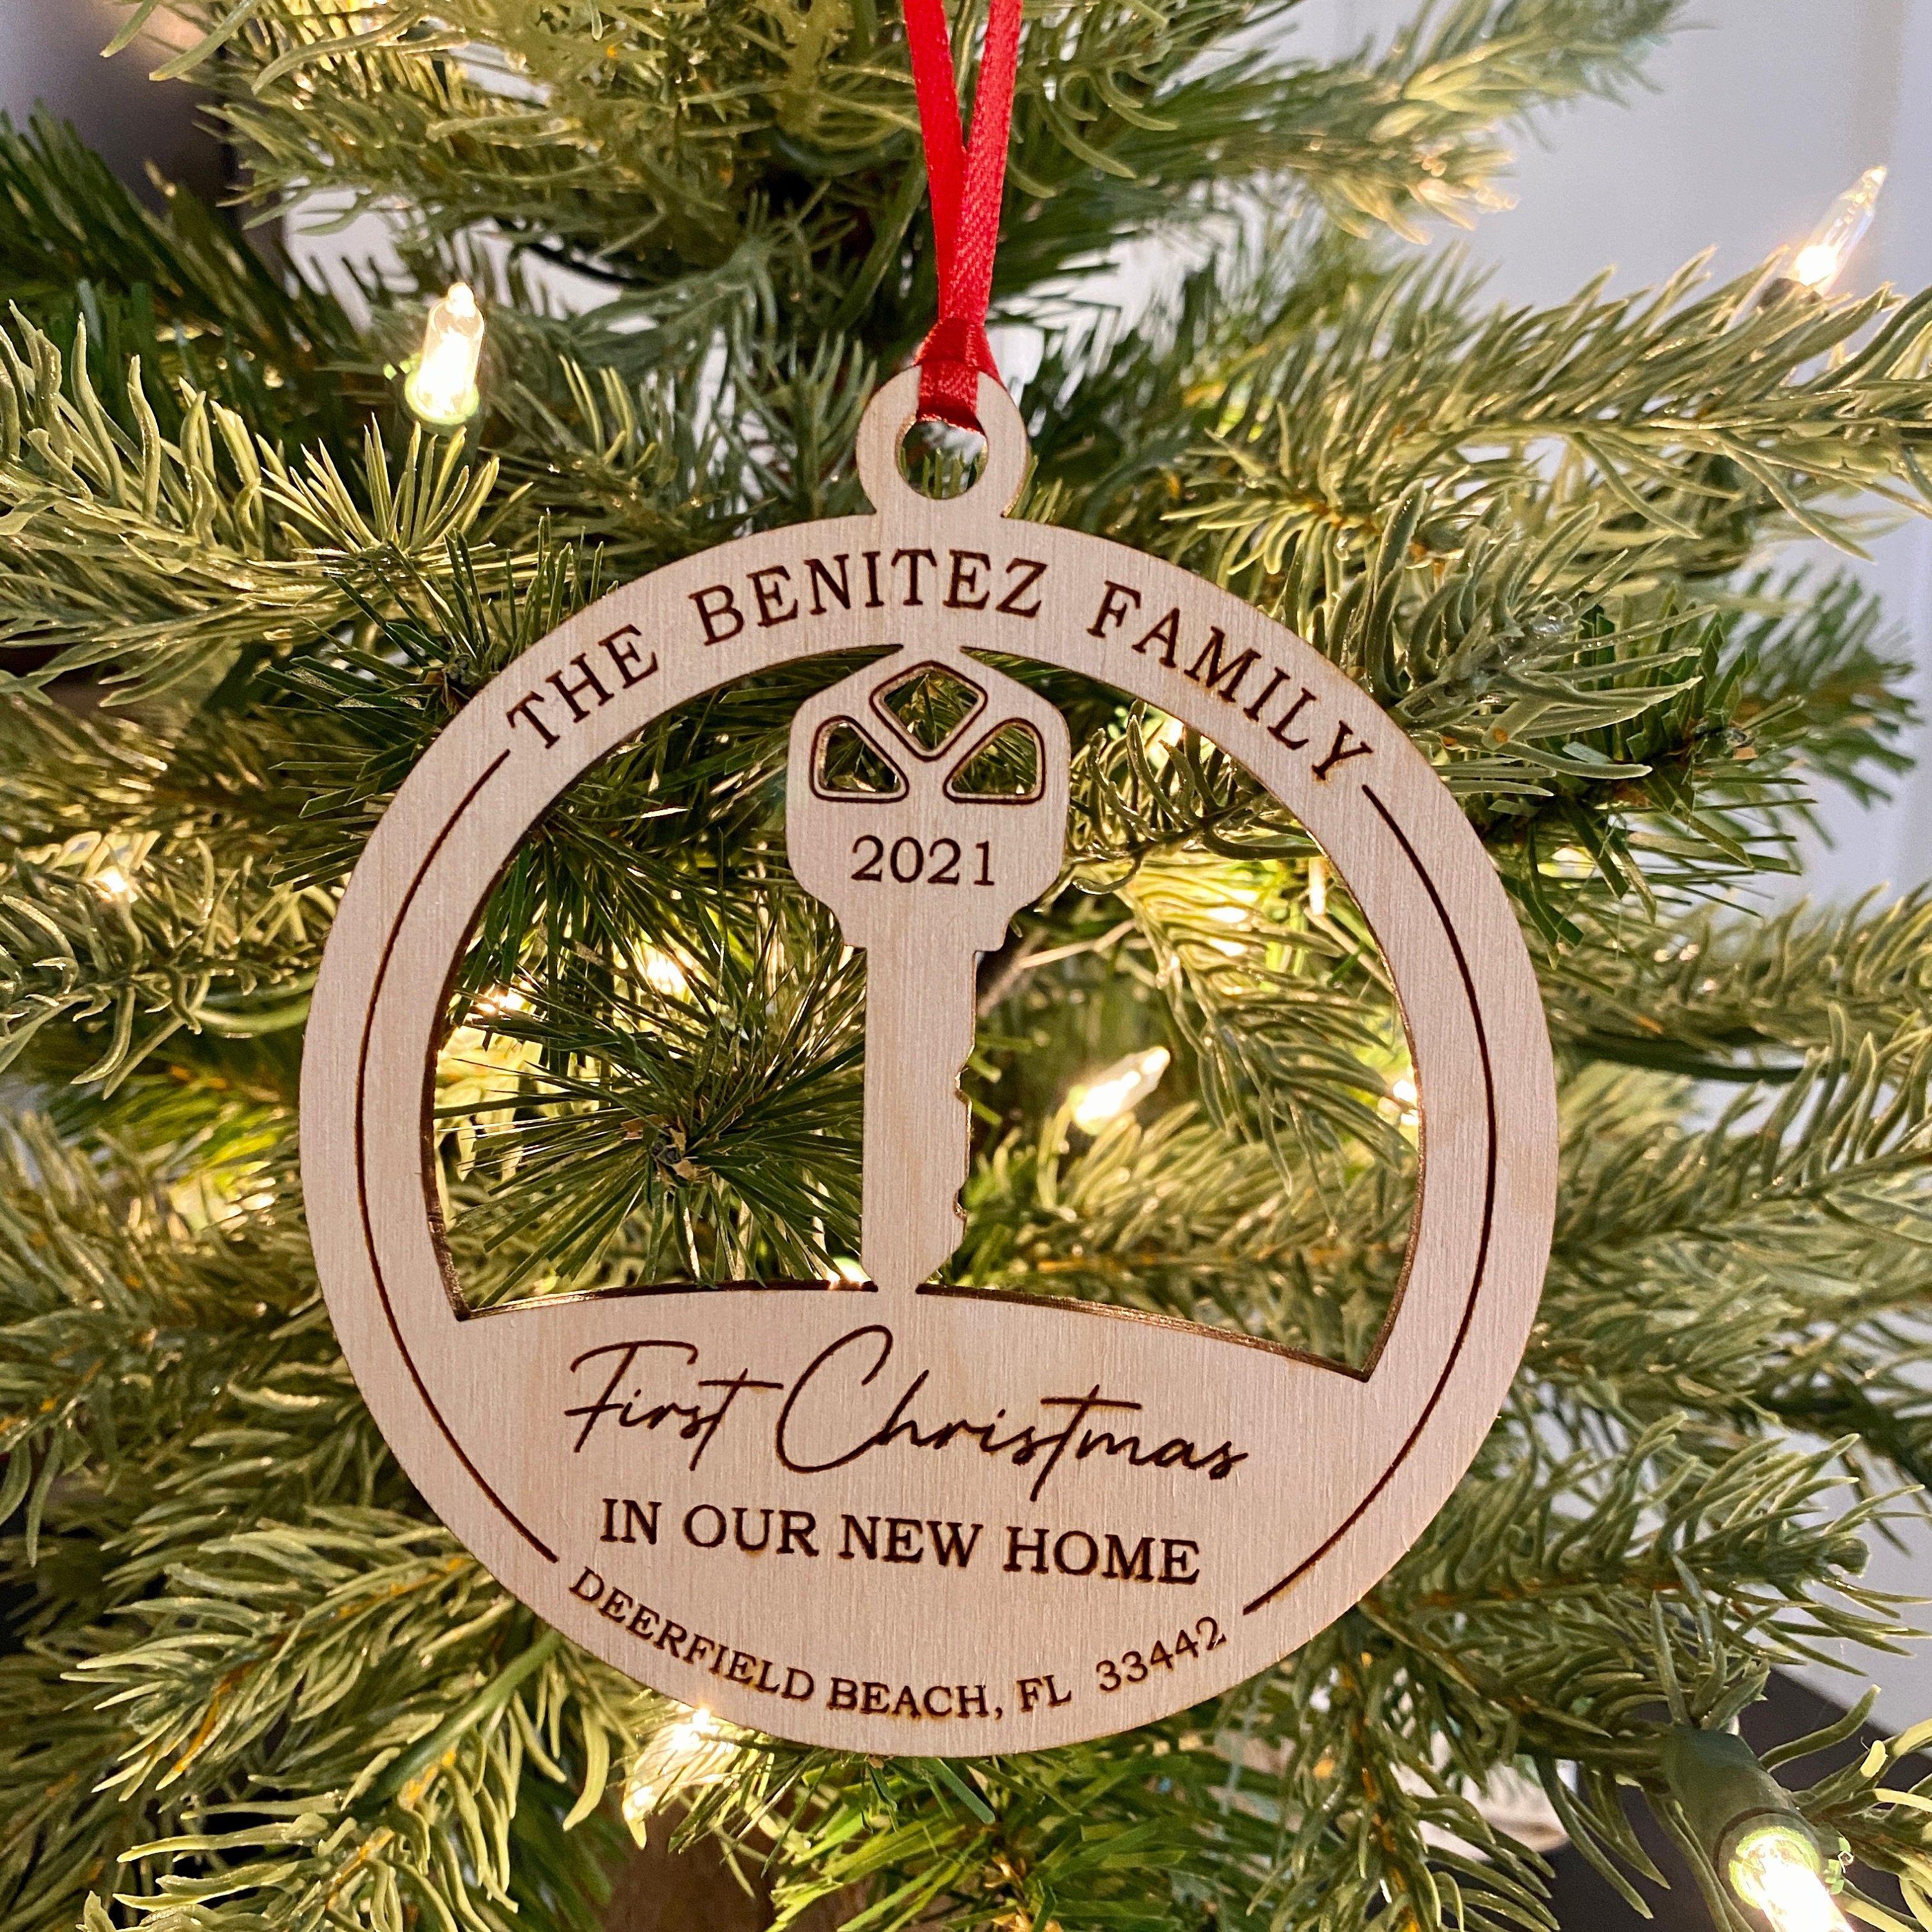 THE BENITEZ FAMILY
2021
First Christmas
IN OUR NEW HOME
DEERFIELD BEACH, FL 33442